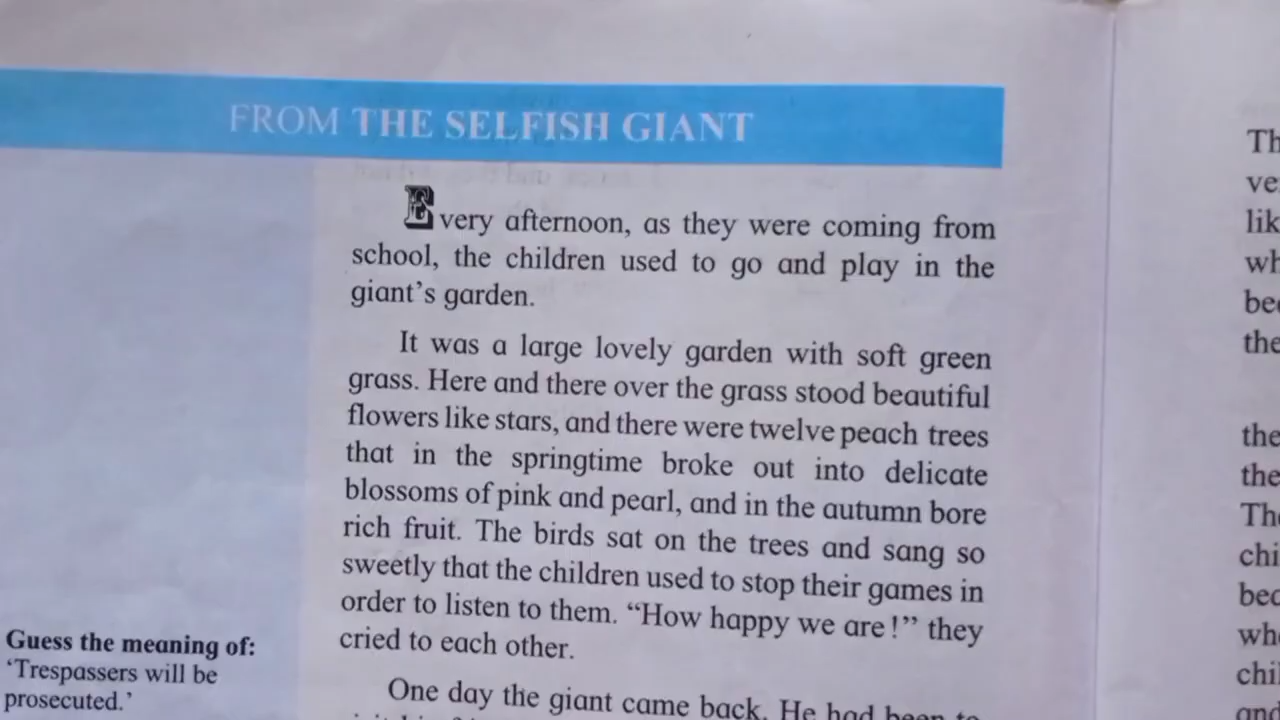 FROM THE SELFISH GIANT
Every afternoon, as they were coming from
school, the children used to go and play in the
giant's garden.
It was a large lovely garden with soft green
grass. Here and there over the grass stood beautiful
flowers like stars, and there were twelve peach trees
that in the springtime broke out into delicate
blossoms of pink and pearl, and in the autumn bore
rich fruit. The birds sat on the trees and sang so
sweetly that the children used to stop their games in
order to listen to them. “How happy we are!” they
cried to each other.
One day the giant came back. He had been to
Guess the meaning of:
‘Trespassers will be
prosecuted.’
the
the